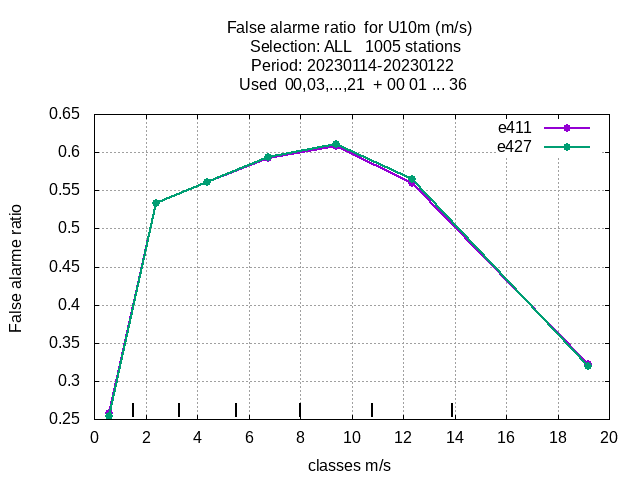 False alarme ratio  for U10m (m/s)
Selection: ALL   1005 stations
Period: 20230114-20230122
Used  00,03,...,21  + 00 01 ... 36
e411
e427
0.65
0.6
0.55
0.5
0.45
0.4
0.35
0.3
0.25
False alarme ratio
0 2 4 6 8 10 12 14 16 18 20
classes m/s